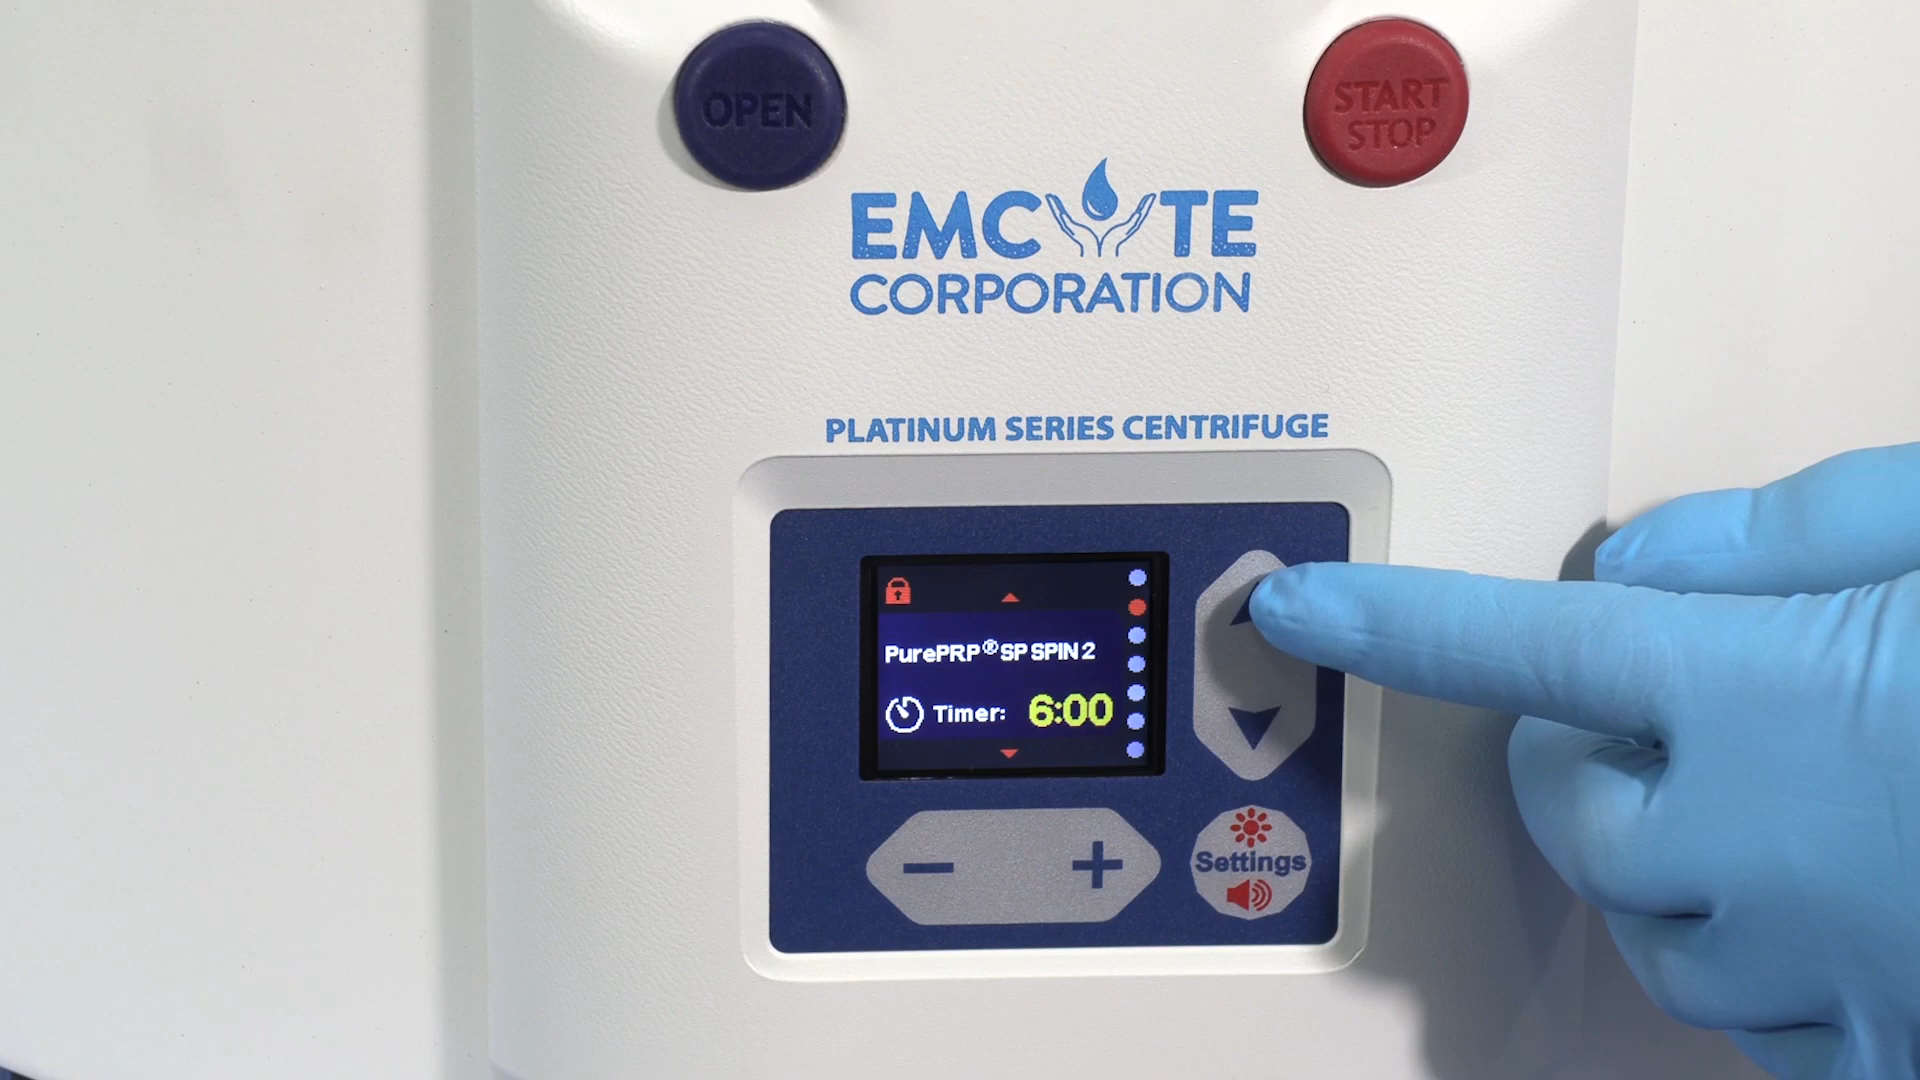 OPEN
START
STOP
EMCYTE
CORPORATION
PLATINUM SERIES CENTRIFUGE
PurePRP® SP SPIN 2
Timer: 6:00
− +
Settings